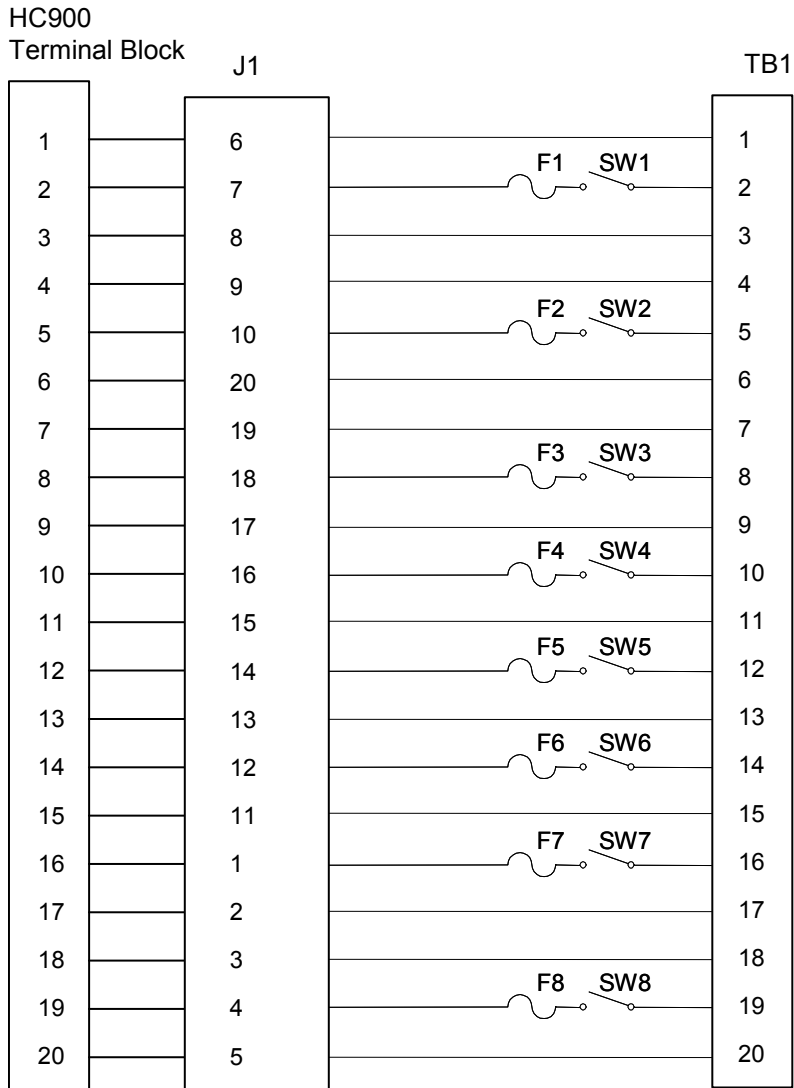 HC900
Terminal Block
J1
TB1
1 6 1
F1 SW1
2 7 2
3 8 3
4 9 4
F2 SW2
5 10 5
6 20 6
7 19 7
F3 SW3
8 18 8
9 17 9
F4 SW4
10 16 10
11 15 11
F5 SW5
12 14 12
13 13 13
F6 SW6
14 12 14
15 11 15
F7 SW7
16 1 16
17 2 17
18 3 18
F8 SW8
19 4 19
20 5 20